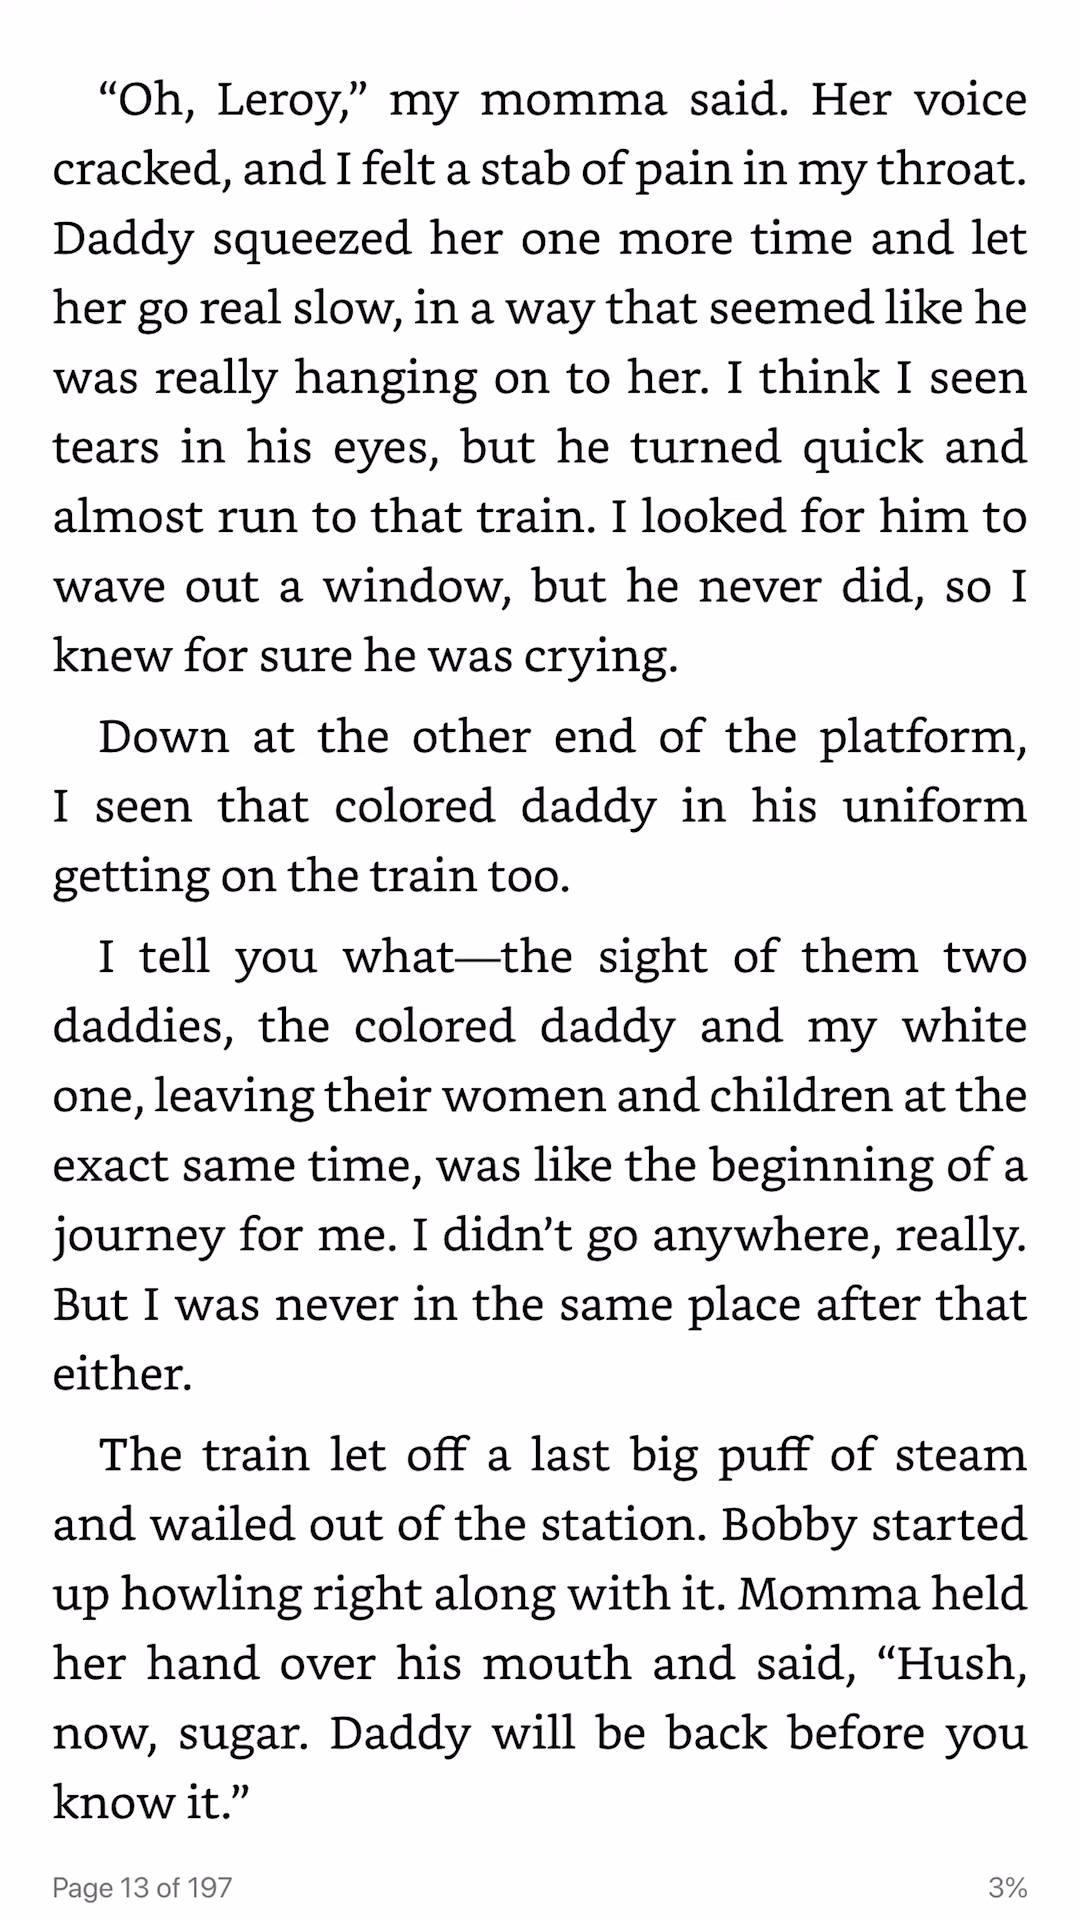 “Oh, Leroy,” my momma said. Her voice
cracked, and I felt a stab of pain in my throat.
Daddy squeezed her one more time and let
her go real slow, in a way that seemed like he
was really hanging on to her. I think I seen
tears in his eyes, but he turned quick and
almost run to that train. I looked for him to
wave out a window, but he never did, so I
knew for sure he was crying.
Down at the other end of the platform,
I seen that colored daddy in his uniform
getting on the train too.
I tell you what—the sight of them two
daddies, the colored daddy and my white
one, leaving their women and children at the
exact same time, was like the beginning of a
journey for me. I didn’t go anywhere, really.
But I was never in the same place after that
either.
The train let off a last big puff of steam
and wailed out of the station. Bobby started
up howling right along with it. Momma held
her hand over his mouth and said, “Hush,
now, sugar. Daddy will be back before you
know it.”
Page 13 of 197 3%